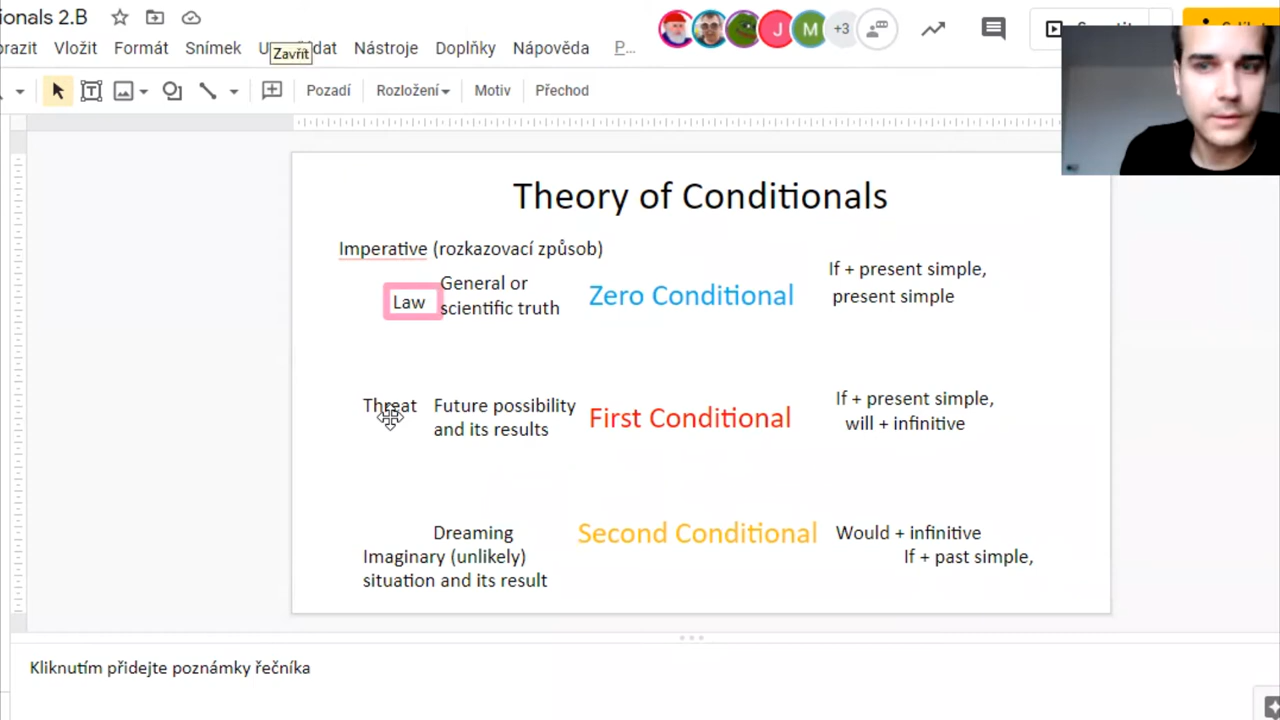 ionals 2.B
+3
Vložit Formát Snímek Nástroje Doplňky Nápověda P...
Zavřít
Pozadí Rozložení Motiv Přechod
J
M
Theory of Conditionals
Imperative (rozkazovací způsob)
Law
General or
scientific truth
Zero Conditional
If + present simple,
present simple
Threat
Future possibility
and its results
First Conditional
If + present simple,
will + infinitive
Dreaming
Imaginary (unlikely)
situation and its result
Second Conditional
Would + infinitive
If + past simple,
Kliknutím přidejte poznámky řečníka